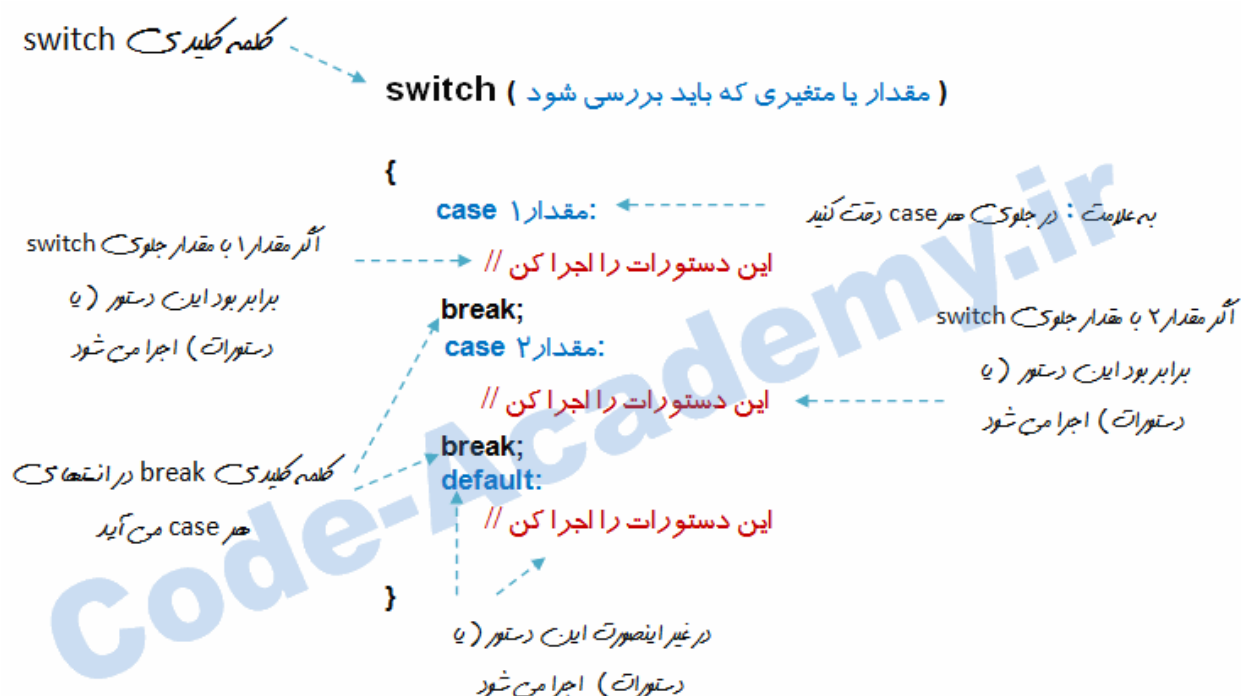 کلمه کلیدی switch
switch ( مقدار یا متغیری که باید بررسی شود )
{
case مقدار۱:
به علامت : در جلوی هر case دقت کنید
اگر مقدار ۱ با مقدار جلوی switch
برابر بود این دستور ( یا
دستورات ) اجرا می شود
// این دستورات را اجرا کن
break;
case مقدار۲:
اگر مقدار ۲ با مقدار جلوی switch
برابر بود این دستور ( یا
دستورات ) اجرا می شود
// این دستورات را اجرا کن
break;
کلمه کلیدی break در انتهای
هر case می آید
default:
// این دستورات را اجرا کن
}
در غیر اینصورت این دستور ( یا
دستورات ) اجرا می شود
Code-Academy.ir